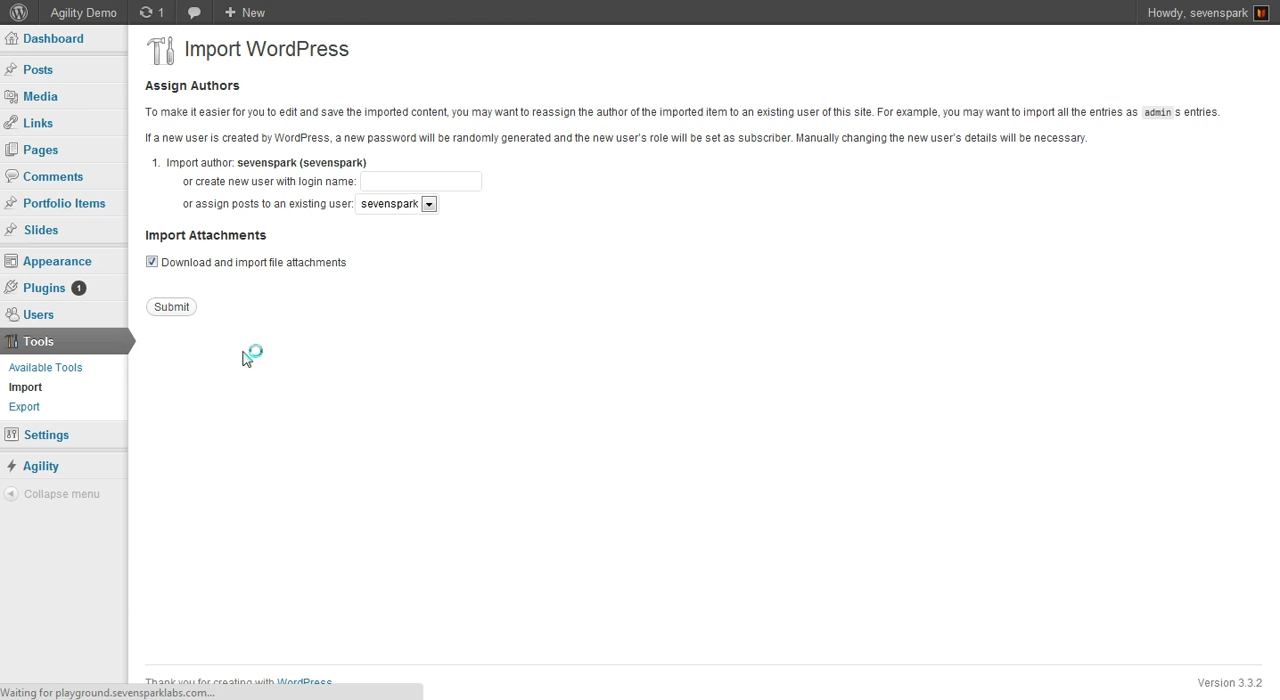 Agility Demo 1 New Howdy, sevenspark
Dashboard
Posts
Media
Links
Pages
Comments
Portfolio Items
Slides
Appearance
Plugins 1
Users
Tools
Available Tools
Import
Export
Settings
Agility
Collapse menu
Import WordPress
Assign Authors
To make it easier for you to edit and save the imported content, you may want to reassign the author of the imported item to an existing user of this site. For example, you may want to import all the entries as admin s entries.
If a new user is created by WordPress, a new password will be randomly generated and the new user's role will be set as subscriber. Manually changing the new user's details will be necessary.
1. Import author: sevenspark (sevenspark)
or create new user with login name:
or assign posts to an existing user: sevenspark
Import Attachments
Download and import file attachments
Submit
Thank you for creating with WordPress
Version 3.3.2
Waiting for playground.sevensparklabs.com...